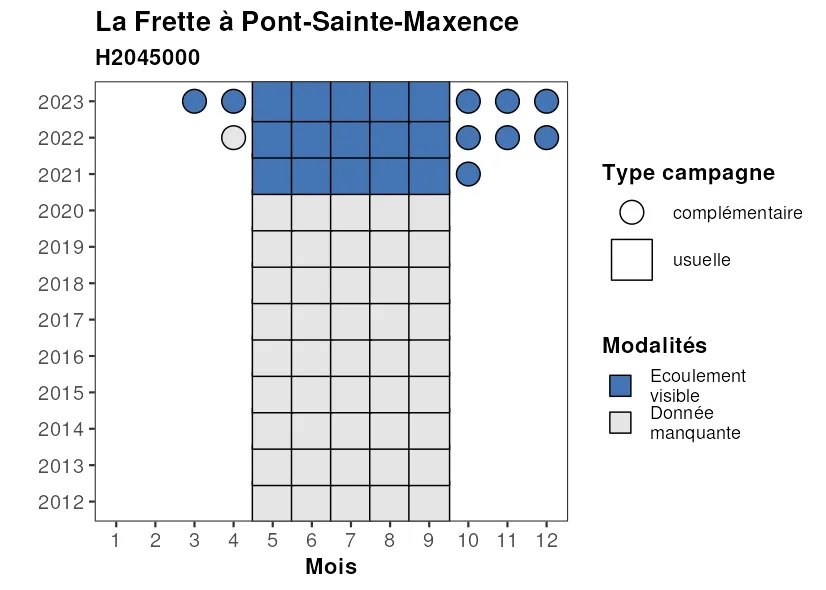 La Frette à Pont-Sainte-Maxence
H2045000
2023
2022
2021
2020
2019
2018
2017
2016
2015
2014
2013
2012
1 2 3 4 5 6 7 8 9 10 11 12
Mois
Type campagne
complémentaire
usuelle
Modalités
Ecoulement
visible
Donnée
manquante